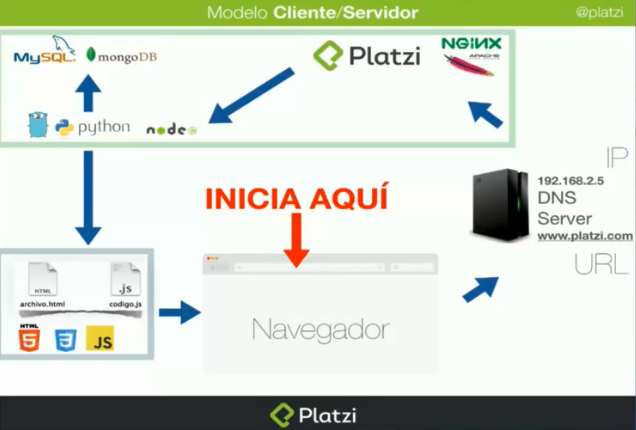 Modelo Cliente/Servidor
@platzi
MySQL
mongoDB
Platzi
NGiNX
APACHE
python
node
JS
IP
192.168.2.5
DNS
Server
www.platzi.com
URL
INICIA AQUÍ
HTML
.js
archivo.html
codigo.js
HTML
5
3
JS
Navegador
Platzi